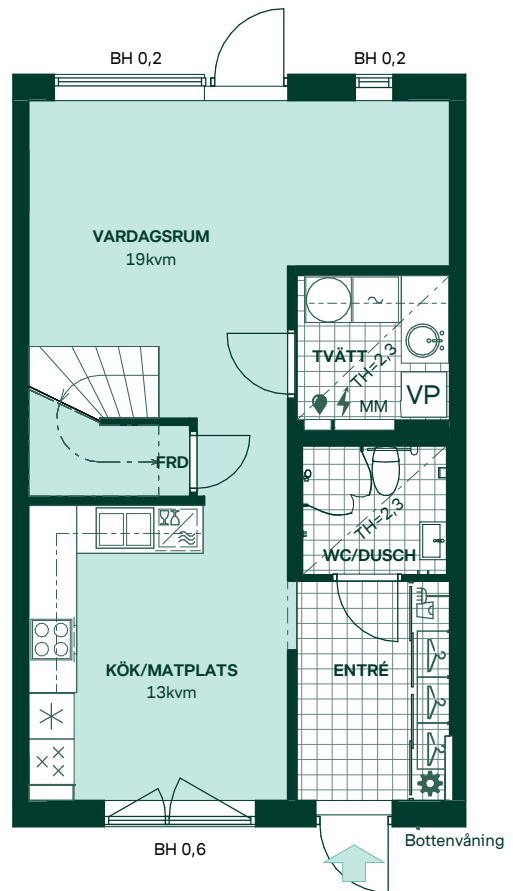 BH 0,2
BH 0,2
VARDAGSRUM
19kvm
TVÄTT
TH=2,3
MM
VP
FRD
TH=2,3
WC/DUSCH
KÖK/MATPLATS
13kvm
ENTRÉ
BH 0,6
Bottenvåning